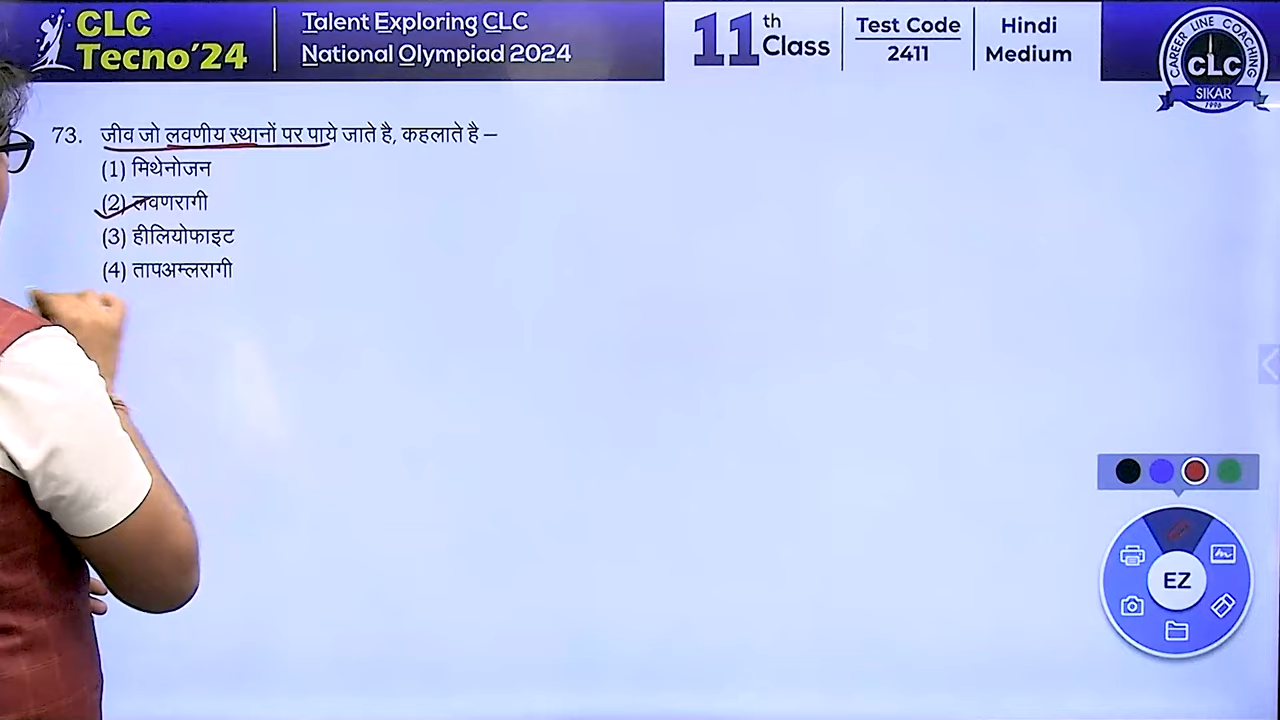 CLC
Tecno'24
Talent Exploring CLC
National Olympiad 2024
11th Class
Test Code
2411
Hindi
Medium
CAREER LINE COACHING
CLC
SIKAR
1996
73. जीव जो लवणीय स्थानों पर पाये जाते है, कहलाते है –
(1) मिथेनोजन
(2) लवणरागी
(3) हीलियोफाइट
(4) तापअम्लरागी
EZ